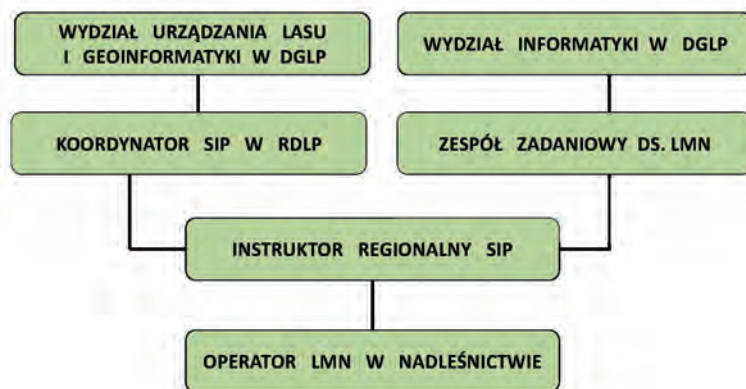 WYDZIAŁ URZĄDZANIA LASU
I GEOINFORMATYKI W DGLP
WYDZIAŁ INFORMATYKI W DGLP
KOORDYNATOR SIP W RDLP
ZESPÓŁ ZADANIOWY DS. LMN
INSTRUKTOR REGIONALNY SIP
OPERATOR LMN W NADLEŚNICTWIE